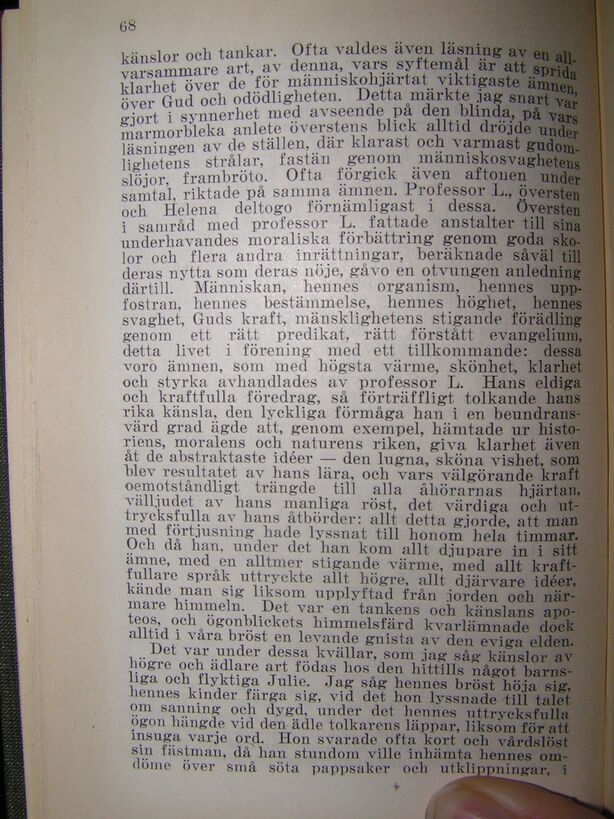 68
känslor och tankar. Ofta valdes även läsning av en all-
varsammare art, av denna, vars syftemål är att sprida
klarhet över de för människohjärtat viktigaste ämnen,
över Gud och odödligheten. Detta märkte jag snart var
gjort i synnerhet med avseende på den blinda, på vars
marmorbleka anlete överstens blick alltid dröjde under
läsningen av de ställen, där klarast och varmast gudom-
lighetens strålar, fastän genom människosvaghetens
slöjor, frambröto. Ofta förgick även aftonen under
samtal, riktade på samma ämnen. Professor L., översten
och Helena deltogo förnämligast i dessa. Översten
i samråd med professor L. fattade anstalter till sina
underhavandes moraliska förbättring genom goda sko-
lor och flera andra inrättningar, beräknade såväl till
deras nytta som deras nöje, gåvo en otvungen anledning
därtill. Människan, hennes organism, hennes upp-
fostran, hennes bestämmelse, hennes höghet, hennes
svaghet, Guds kraft, mänsklighetens stigande förädling
genom ett rätt predikat, rätt förstått evangelium,
detta livet i förening med ett tillkommande: dessa
voro ämnen, som med högsta värme, skönhet, klarhet
och styrka avhandlades av professor L. Hans eldiga
och kraftfulla föredrag, så förträffligt tolkande hans
rika känsla, den lyckliga förmåga han i en beundrans-
värd grad ägde att, genom exempel, hämtade ur histo-
riens, moralens och naturens riken, giva klarhet även
åt de abstraktaste idéer — den lugna, sköna vishet, som
blev resultatet av hans lära, och vars välgörande kraft
oemotståndligt trängde till alla åhörarnas hjärtan,
välljudet av hans manliga röst, det värdiga och ut-
trycksfulla av hans åtbörder: allt detta gjorde, att man
med förtjusning hade lyssnat till honom hela timmar.
Och då han, under det han kom allt djupare in i sitt
ämne, med en alltmer stigande värme, med allt kraft-
fullare språk uttryckte allt högre, allt djärvare idéer,
kände man sig liksom upplyftad från jorden och när-
mare himmeln. Det var en tankens och känslans apo-
teos, och ögonblickets himmelsfärd kvarlämnade dock
alltid i våra bröst en levande gnista av den eviga elden.
Det var under dessa kvällar, som jag såg känslor av
högre och ädlare art födas hos den hittills något barns-
liga och flyktiga Julie. Jag såg hennes bröst höja sig,
hennes kinder färga sig, vid det hon lyssnade till talet
om sanning och dygd, under det hennes uttrycksfulla
ögon hängde vid den ädle tolkarens läppar, liksom för att
insuga varje ord. Hon svarade ofta kort och vårdslöst
sin fästman, då han stundom ville inhämta hennes om-
döme över små söta pappsaker och utklippningar, i